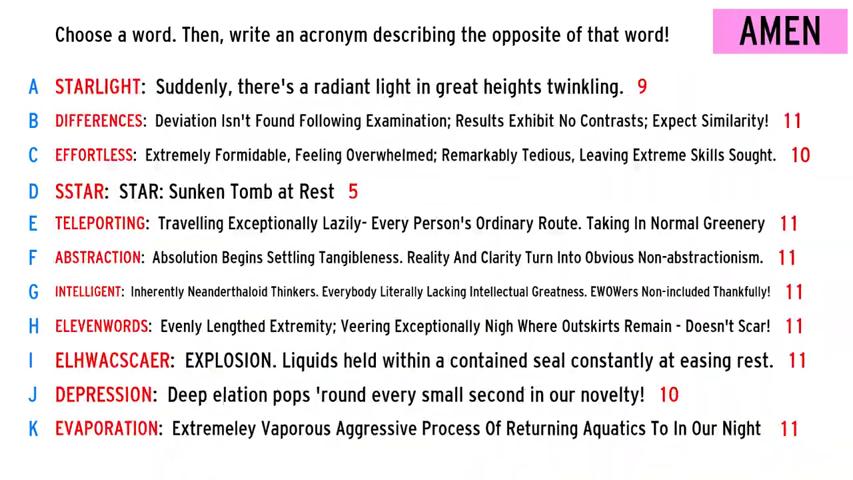 Choose a word. Then, write an acronym describing the opposite of that word!
AMEN
A STARLIGHT: Suddenly, there's a radiant light in great heights twinkling. 9
B DIFFERENCES: Deviation Isn't Found Following Examination; Results Exhibit No Contrasts; Expect Similarity! 11
C EFFORTLESS: Extremely Formidable, Feeling Overwhelmed; Remarkably Tedious, Leaving Extreme Skills Sought. 10
D SSTAR: STAR: Sunken Tomb at Rest 5
E TELEPORTING: Travelling Exceptionally Lazily- Every Person's Ordinary Route. Taking In Normal Greenery 11
F ABSTRACTION: Absolution Begins Settling Tangibleness. Reality And Clarity Turn Into Obvious Non-abstractionism. 11
G INTELLIGENT: Inherently Neanderthaloid Thinkers. Everybody Literally Lacking Intellectual Greatness. EWOWers Non-included Thankfully! 11
H ELEVENWORDS: Evenly Lengthed Extremity; Veering Exceptionally Nigh Where Outskirts Remain - Doesn't Scar! 11
I ELHWACSCAER: EXPLOSION. Liquids held within a contained seal constantly at easing rest. 11
J DEPRESSION: Deep elation pops 'round every small second in our novelty! 10
K EVAPORATION: Extremeley Vaporous Aggressive Process Of Returning Aquatics To In Our Night 11